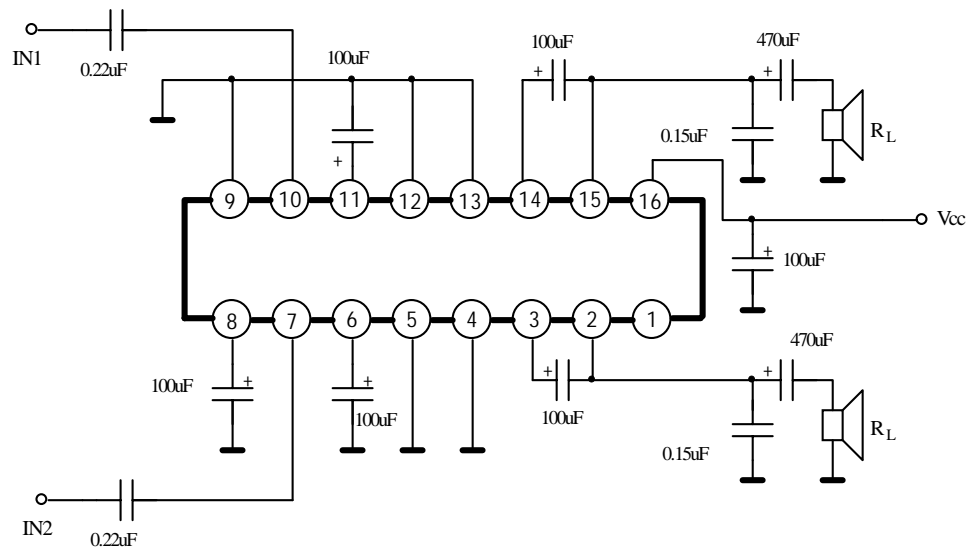 100uF
470uF
IN1
0.22uF
100uF
+
+
0.15uF
R L
+
9 10 11 12 13 14 15 16
Vcc
+
100uF
8 7 6 5 4 3 2 1
470uF
100uF
+
+
100uF
+
100uF
+
0.15uF
R L
IN2
0.22uF